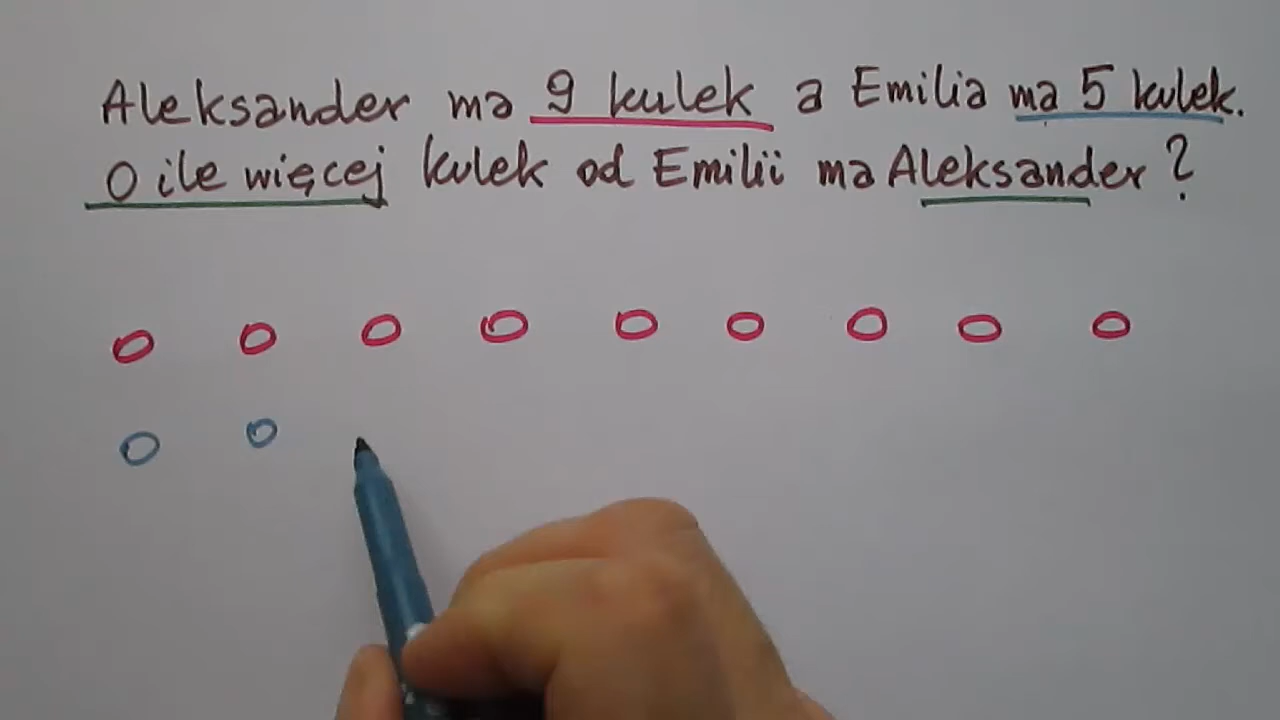 Aleksander ma 9 kulek a Emilia ma 5 kulek.
O ile więcej kulek od Emilii ma Aleksander?